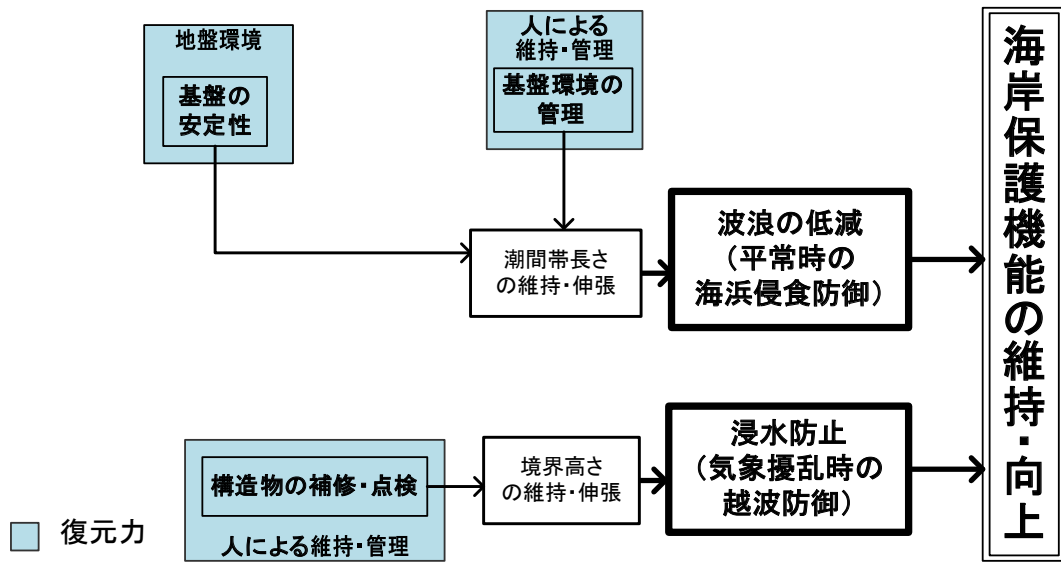 地盤環境
基盤の
安定性
人による
維持・管理
基盤環境の
管理
潮間帯長さ
の維持・伸張
波浪の低減
（平常時の
海浜侵食防御）
構造物の補修・点検
人による維持・管理
境界高さ
の維持・伸張
浸水防止
（気象擾乱時の
越波防御）
海岸保護機能の維持・向上
復元力